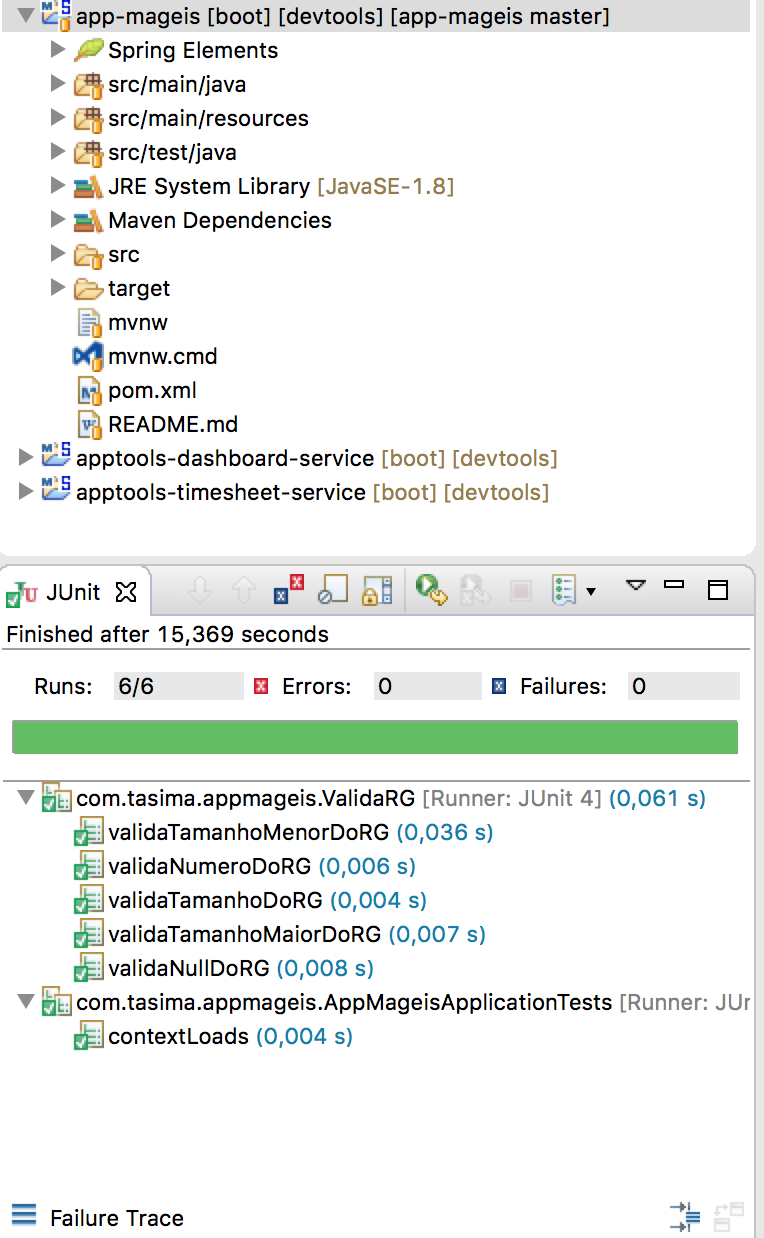 app-mageis [boot] [devtools] [app-mageis master]
Spring Elements
src/main/java
src/main/resources
src/test/java
JRE System Library [JavaSE-1.8]
Maven Dependencies
src
target
mvnw
mvnw.cmd
pom.xml
README.md
apptools-dashboard-service [boot] [devtools]
apptools-timesheet-service [boot] [devtools]
JUnit
Finished after 15,369 seconds
Runs: 6/6 Errors: 0 Failures: 0
com.tasima.appmageis.ValidaRG [Runner: JUnit 4] (0,061 s)
validaTamanhoMenorDoRG (0,036 s)
validaNumeroDoRG (0,006 s)
validaTamanhoDoRG (0,004 s)
validaTamanhoMaiorDoRG (0,007 s)
validaNullDoRG (0,008 s)
com.tasima.appmageis.AppMageisApplicationTests [Runner: JUr
contextLoads (0,004 s)
Failure Trace